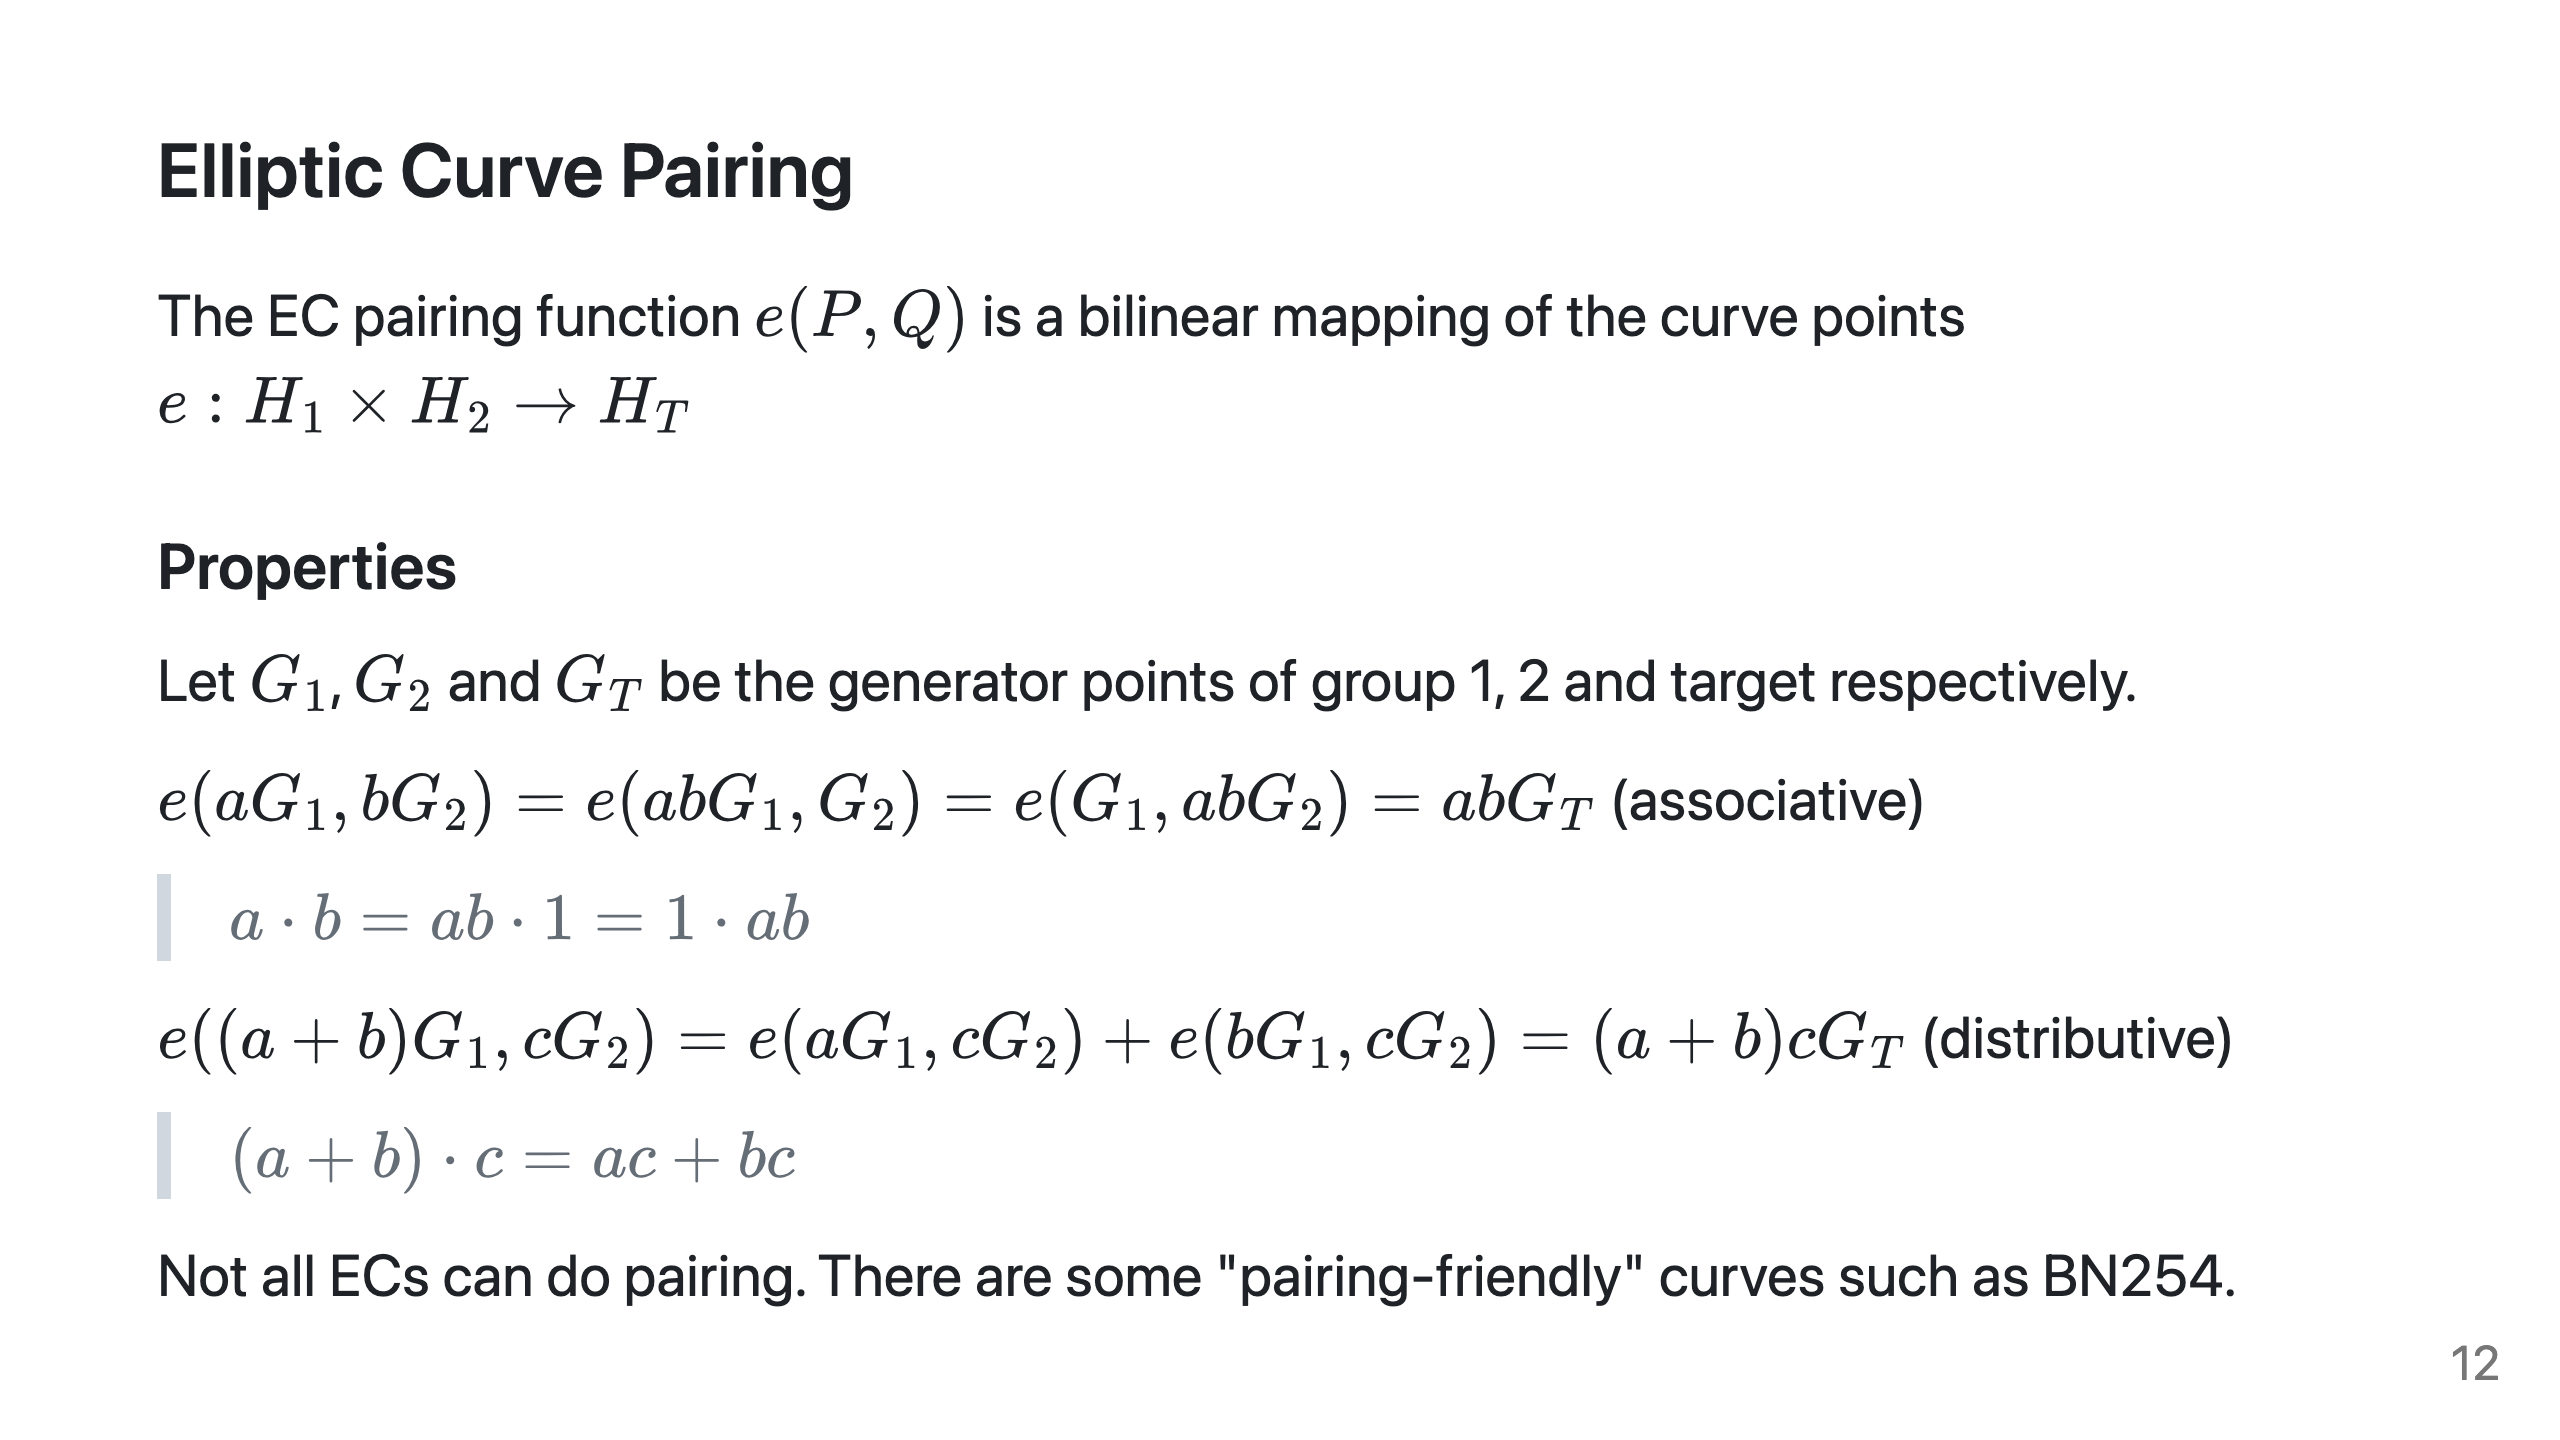 Elliptic Curve Pairing
The EC pairing function e(P, Q) is a bilinear mapping of the curve points
e : H₁ × H₂ → H_T
Properties
Let G₁, G₂ and G_T be the generator points of group 1, 2 and target respectively.
e(aG₁, bG₂) = e(abG₁, G₂) = e(G₁, abG₂) = abG_T (associative)
a · b = ab · 1 = 1 · ab
e((a + b)G₁, cG₂) = e(aG₁, cG₂) + e(bG₁, cG₂) = (a + b)cG_T (distributive)
(a + b) · c = ac + bc
Not all ECs can do pairing. There are some "pairing-friendly" curves such as BN254.
12